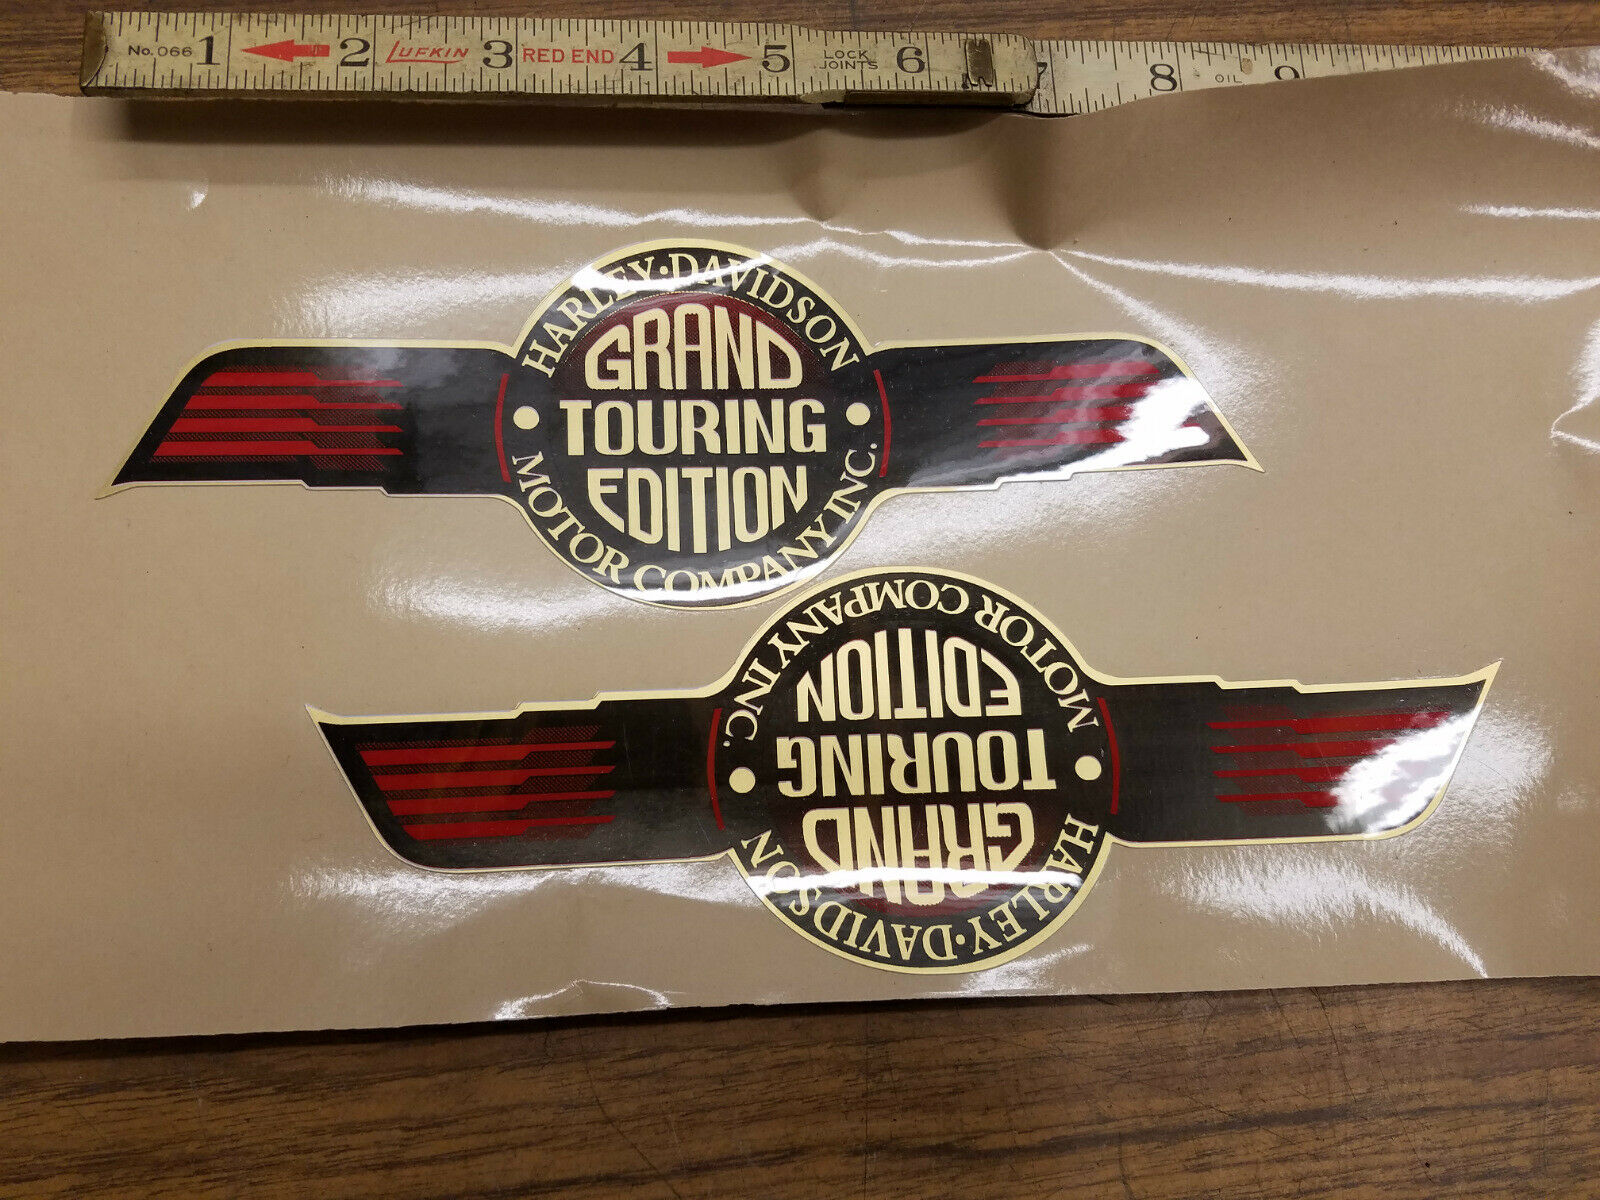 No. 066 1 2 LUFKIN 3 RED END 4 5 LOCK JOINTS 6 7 8 OIL 9
HARLEY·DAVIDSON
GRAND
TOURING
EDITION
MOTOR COMPANY INC.
MOTOR COMPANY INC.
EDITION
TOURING
GRAND
HARLEY·DAVIDSON